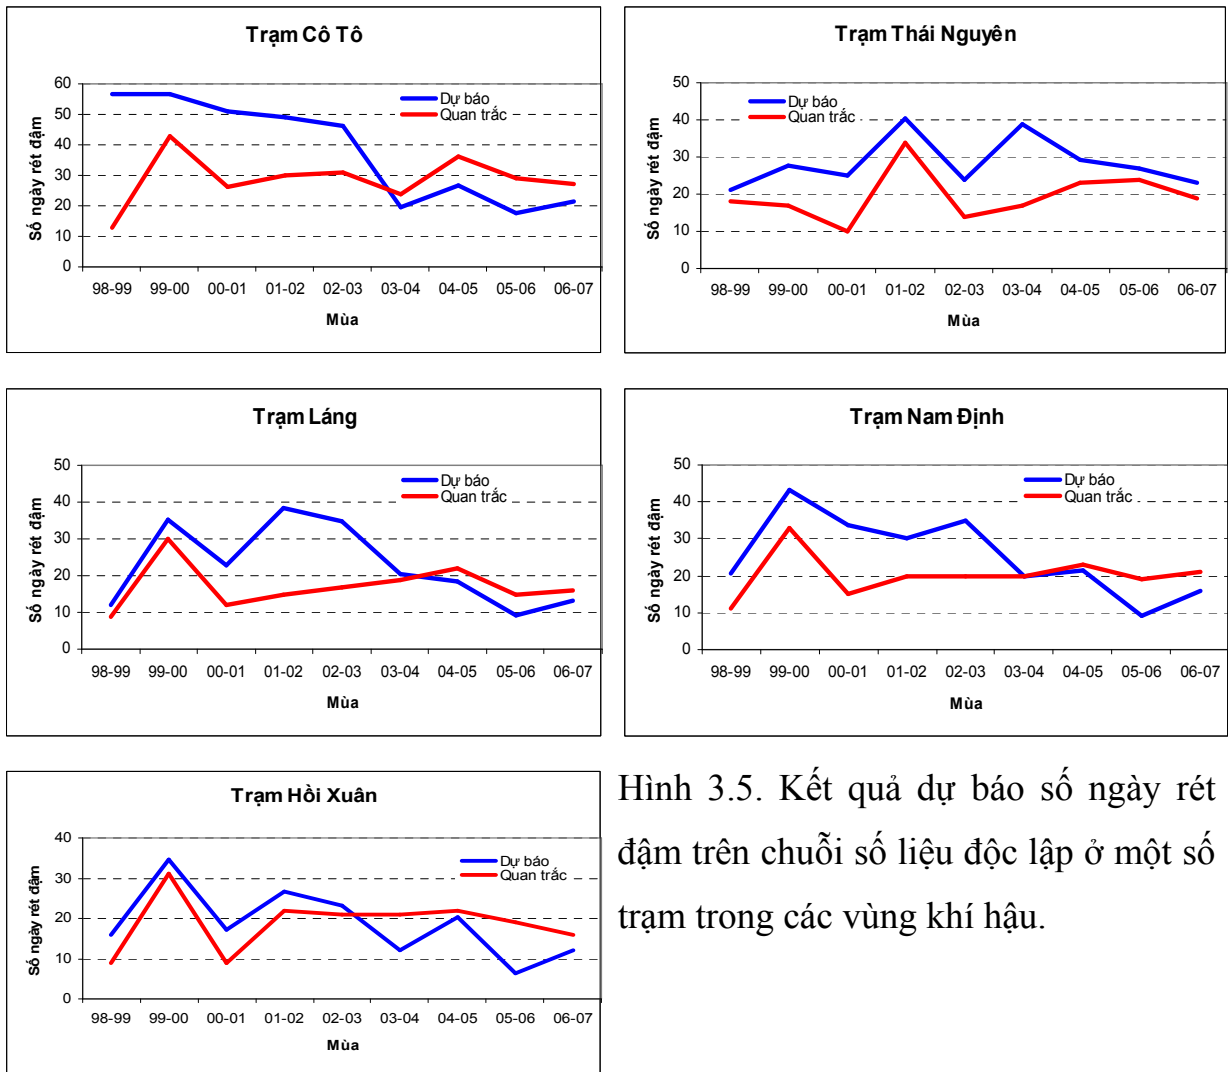 Trạm Cô Tô
Số ngày rét đậm
60
50
40
30
20
10
0
Dự báo
Quan trắc
98-99 99-00 00-01 01-02 02-03 03-04 04-05 05-06 06-07
Mùa
Trạm Thái Nguyên
Số ngày rét đậm
50
40
30
20
10
0
Dự báo
Quan trắc
98-99 99-00 00-01 01-02 02-03 03-04 04-05 05-06 06-07
Mùa
Trạm Láng
Số ngày rét đậm
50
40
30
20
10
0
Dự báo
Quan trắc
98-99 99-00 00-01 01-02 02-03 03-04 04-05 05-06 06-07
Mùa
Trạm Nam Định
Số ngày rét đậm
50
40
30
20
10
0
Dự báo
Quan trắc
98-99 99-00 00-01 01-02 02-03 03-04 04-05 05-06 06-07
Mùa
Trạm Hồi Xuân
Số ngày rét đậm
40
30
20
10
0
Dự báo
Quan trắc
98-99 99-00 00-01 01-02 02-03 03-04 04-05 05-06 06-07
Mùa
Hình 3.5. Kết quả dự báo số ngày rét
đậm trên chuỗi số liệu độc lập ở một số
trạm trong các vùng khí hậu.